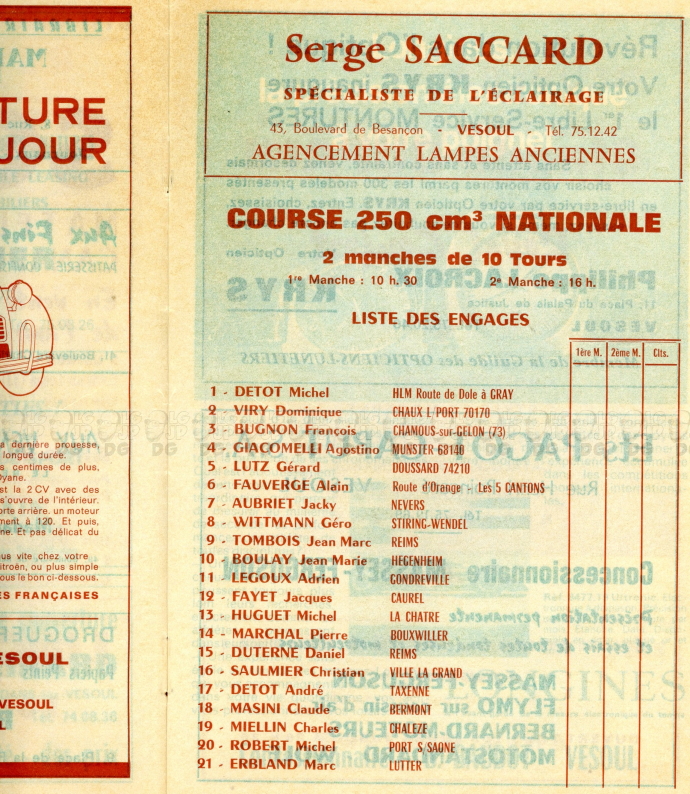 TURE
JOUR
a dernière prouesse,
longue durée.
s centimes de plus,
Dyane.
st la 2 CV avec des
s'ouvre de l'intérieur.
orte arrière, un moteur
ment à 120. Et puis,
ne. Et pas délicat du
us vite chez votre
itroën, ou plus simple
ous le bon ci-dessous.
ES FRANÇAISES
ESOUL
VESOUL
L
Serge SACCARD
SPÉCIALISTE DE L'ÉCLAIRAGE
43, Boulevard de Besançon - VESOUL - Tél. 75.12.42
AGENCEMENT LAMPES ANCIENNES
COURSE 250 cm³ NATIONALE
2 manches de 10 Tours
1re Manche : 10 h. 30 2e Manche : 16 h.
LISTE DES ENGAGES
1ère M. 2ème M. Clts.
1 - DETOT Michel HLM Route de Dole à GRAY
2 - VIRY Dominique CHAUX L PORT 70170
3 - BUGNON François CHAMOUS-sur-GELON (73)
4 - GIACOMELLI Agostino MUNSTER 68140
5 - LUTZ Gérard DOUSSARD 74210
6 - FAUVERGE Alain Route d'Orange - Les 5 CANTONS
7 - AUBRIET Jacky NEVERS
8 - WITTMANN Géro STIRING-WENDEL
9 - TOMBOIS Jean Marc REIMS
10 - BOULAY Jean Marie HEGENHEIM
11 - LEGOUX Adrien GONDREVILLE
12 - FAYET Jacques CAUREL
13 - HUGUET Michel LA CHATRE
14 - MARCHAL Pierre BOUXWILLER
15 - DUTERNE Daniel REIMS
16 - SAULMIER Christian VILLE LA GRAND
17 - DETOT André TAXENNE
18 - MASINI Claude BERMONT
19 - MIELLIN Charles CHALEZE
20 - ROBERT Michel PORT S/SAONE
21 - ERBLAND Marc LUTTER